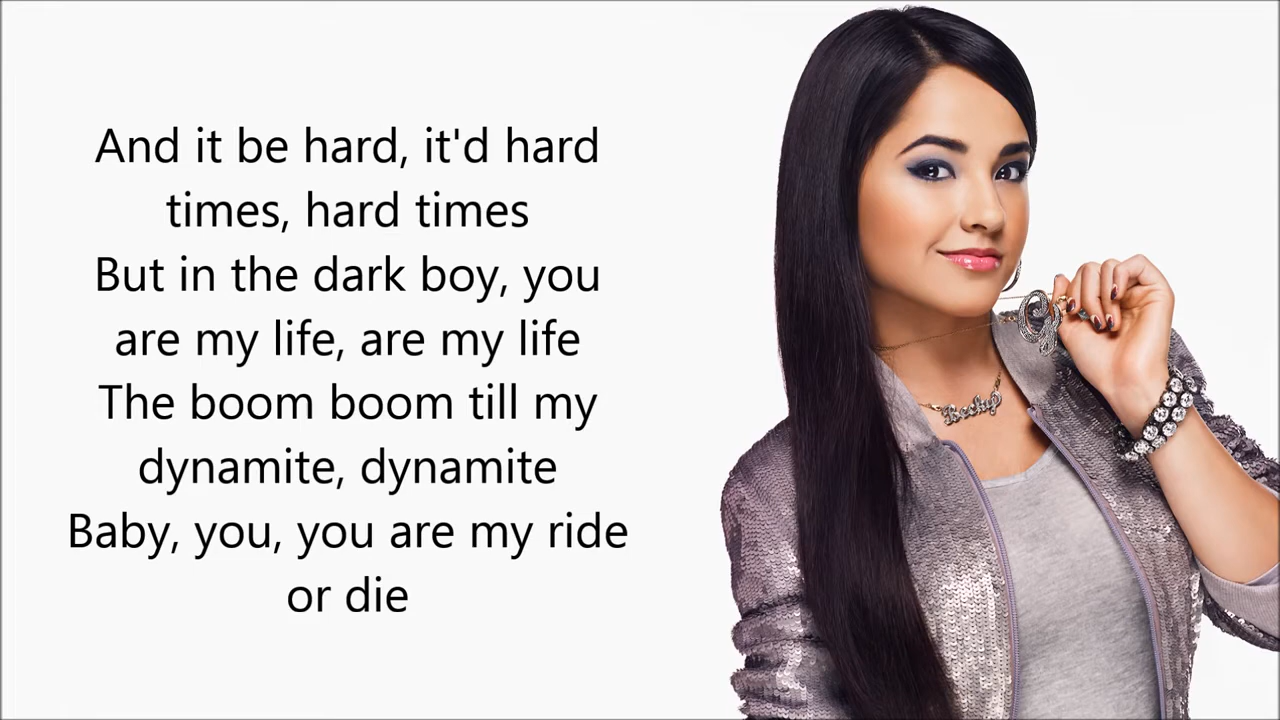 And it be hard, it'd hard
times, hard times
But in the dark boy, you
are my life, are my life
The boom boom till my
dynamite, dynamite
Baby, you, you are my ride
or die
Becky
G